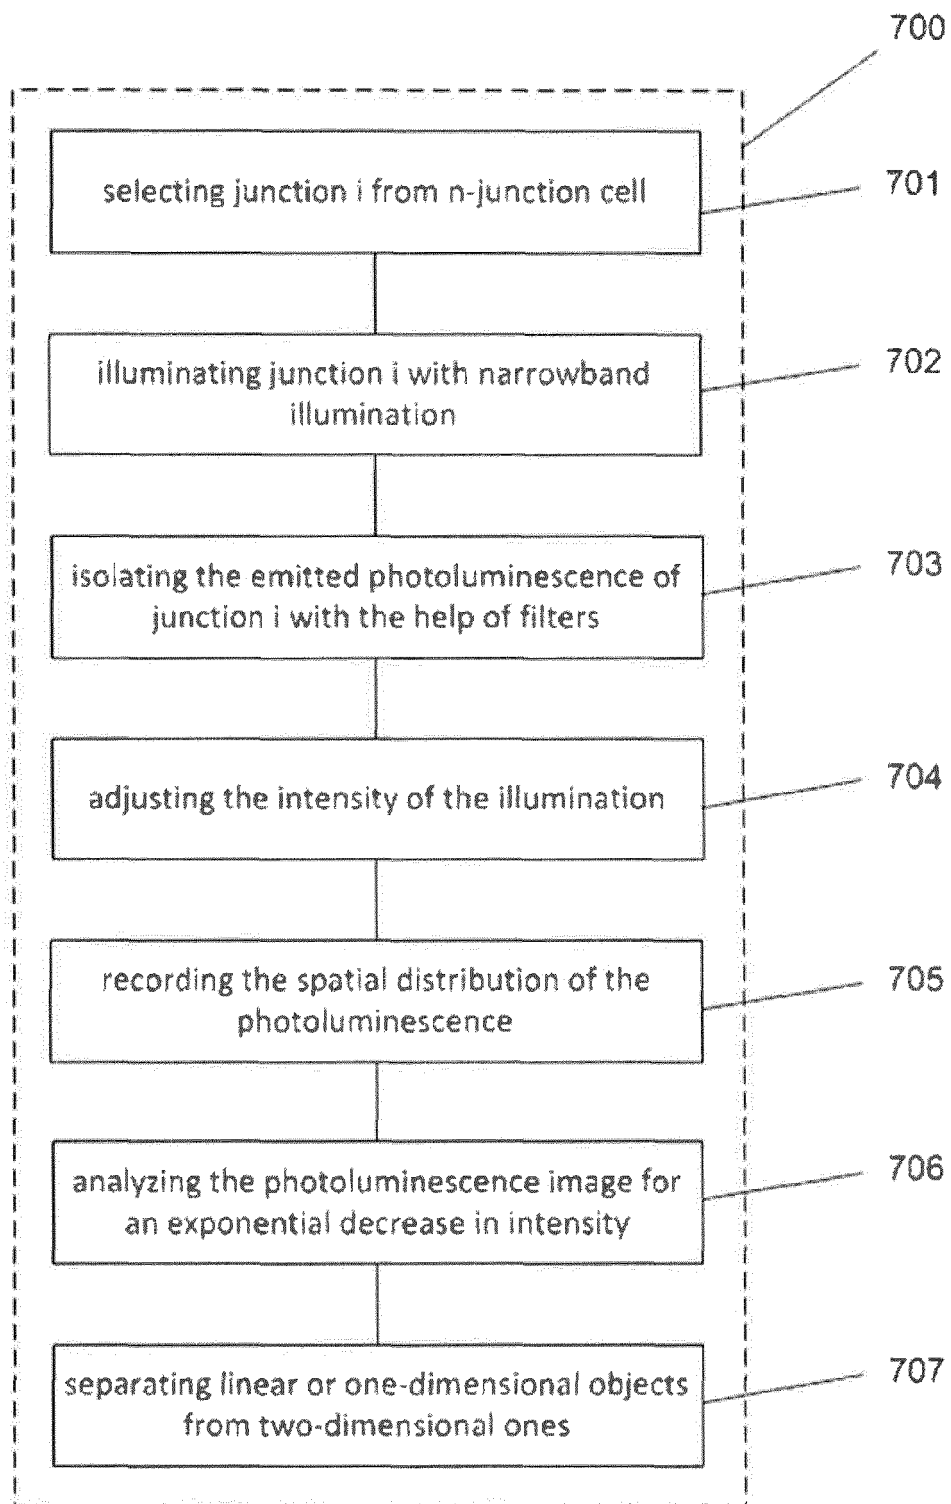 700
selecting junction i from n-junction cell
701
illuminating junction i with narrowband
illumination
702
isolating the emitted photoluminescence of
junction i with the help of filters
703
adjusting the intensity of the illumination
704
recording the spatial distribution of the
photoluminescence
705
analyzing the photoluminescence image for
an exponential decrease in intensity
706
separating linear or one-dimensional objects
from two-dimensional ones
707